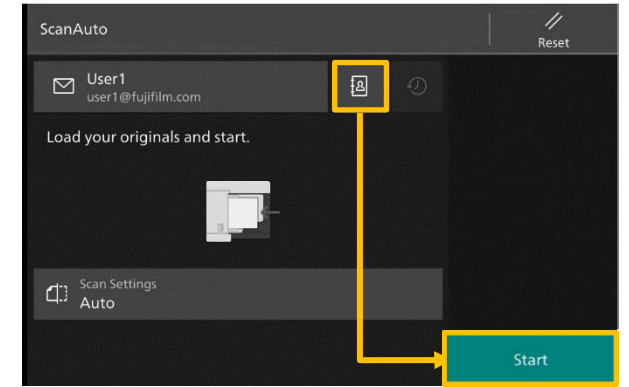 ScanAuto
Reset
User1
user1@fujifilm.com
Load your originals and start.
Scan Settings
Auto
Start